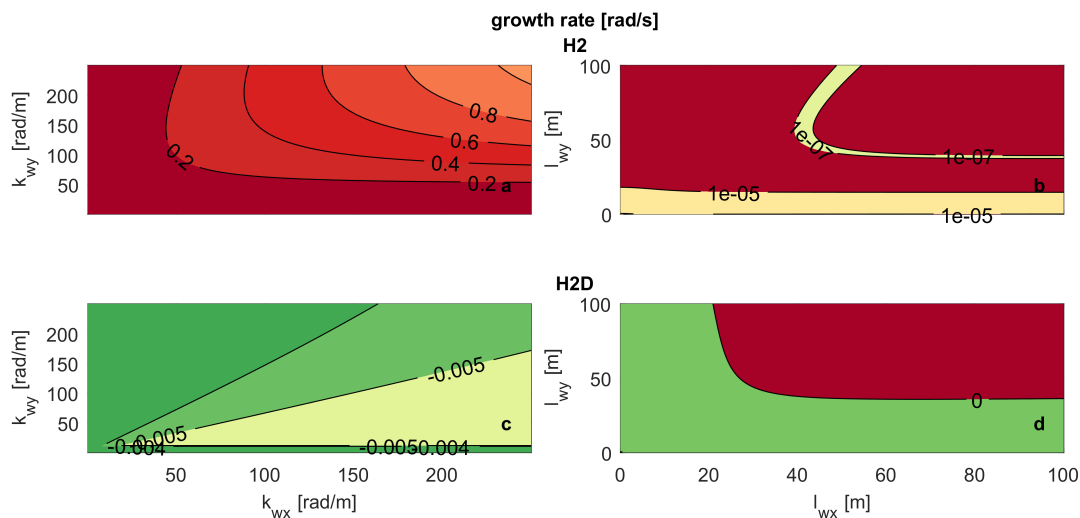 growth rate [rad/s]
H2
k_wy [rad/m]
200
150
100
50
0.2
0.8
0.6
0.4
0.2
a
l_wy [m]
100
50
0
1e-07
1e-07
1e-05
1e-05
b
H2D
k_wy [rad/m]
200
150
100
50
-0.005
-0.005
-0.004
-0.005
-0.004
c
50
100
150
200
k_wx [rad/m]
l_wy [m]
100
50
0
0
d
0
20
40
60
80
100
l_wx [m]